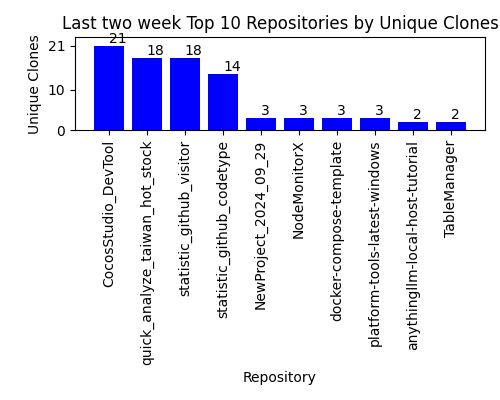 Last two week Top 10 Repositories by Unique Clones
Unique Clones
21
10
0
21
18
18
14
3
3
3
3
2
2
CocosStudio_DevTool
quick_analyze_taiwan_hot_stock
statistic_github_visitor
statistic_github_codetype
NewProject_2024_09_29
NodeMonitorX
docker-compose-template
platform-tools-latest-windows
anythingllm-local-host-tutorial
TableManager
Repository